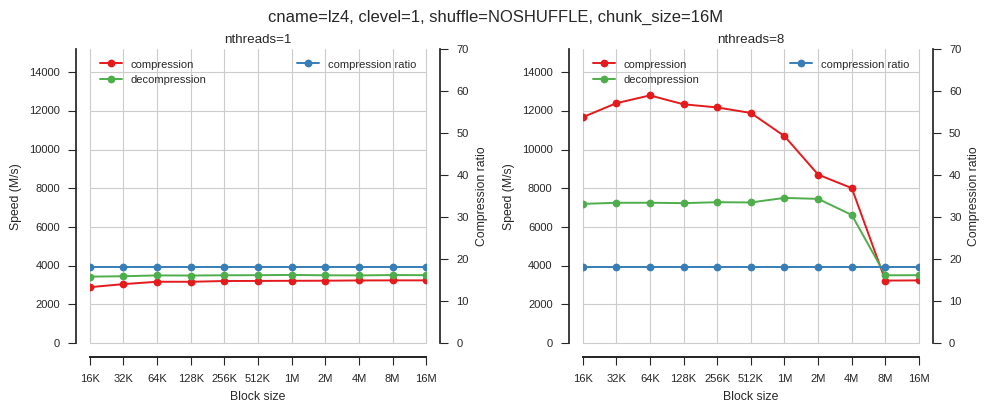 cname=lz4, clevel=1, shuffle=NOSHUFFLE, chunk_size=16M
nthreads=1
compression
decompression
compression ratio
Speed (M/s)
14000
12000
10000
8000
6000
4000
2000
0
70
60
50
40
30
20
10
0
Compression ratio
16K 32K 64K 128K 256K 512K 1M 2M 4M 8M 16M
Block size
nthreads=8
compression
decompression
compression ratio
Speed (M/s)
14000
12000
10000
8000
6000
4000
2000
0
70
60
50
40
30
20
10
0
Compression ratio
16K 32K 64K 128K 256K 512K 1M 2M 4M 8M 16M
Block size